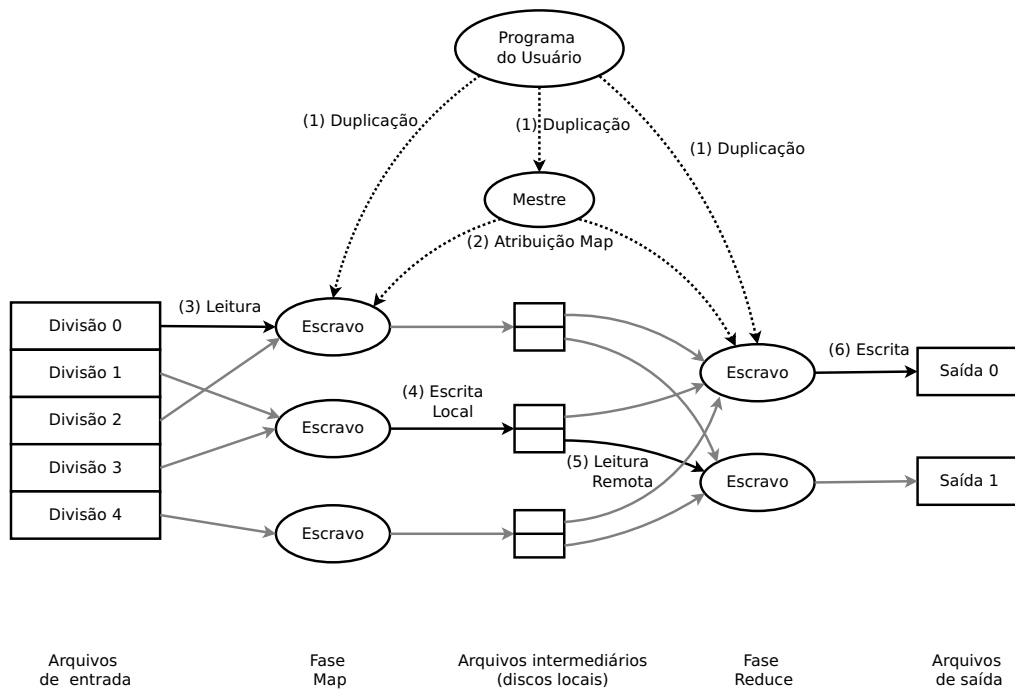 Programa
do Usuário
(1) Duplicação
(1) Duplicação
(1) Duplicação
Mestre
(2) Atribuição Map
(3) Leitura
Divisão 0
Divisão 1
Divisão 2
Divisão 3
Divisão 4
Escravo
Escravo
Escravo
(4) Escrita
Local
(5) Leitura
Remota
Escravo
Escravo
(6) Escrita
Saída 0
Saída 1
Arquivos
de entrada
Fase
Map
Arquivos intermediários
(discos locais)
Fase
Reduce
Arquivos
de saída